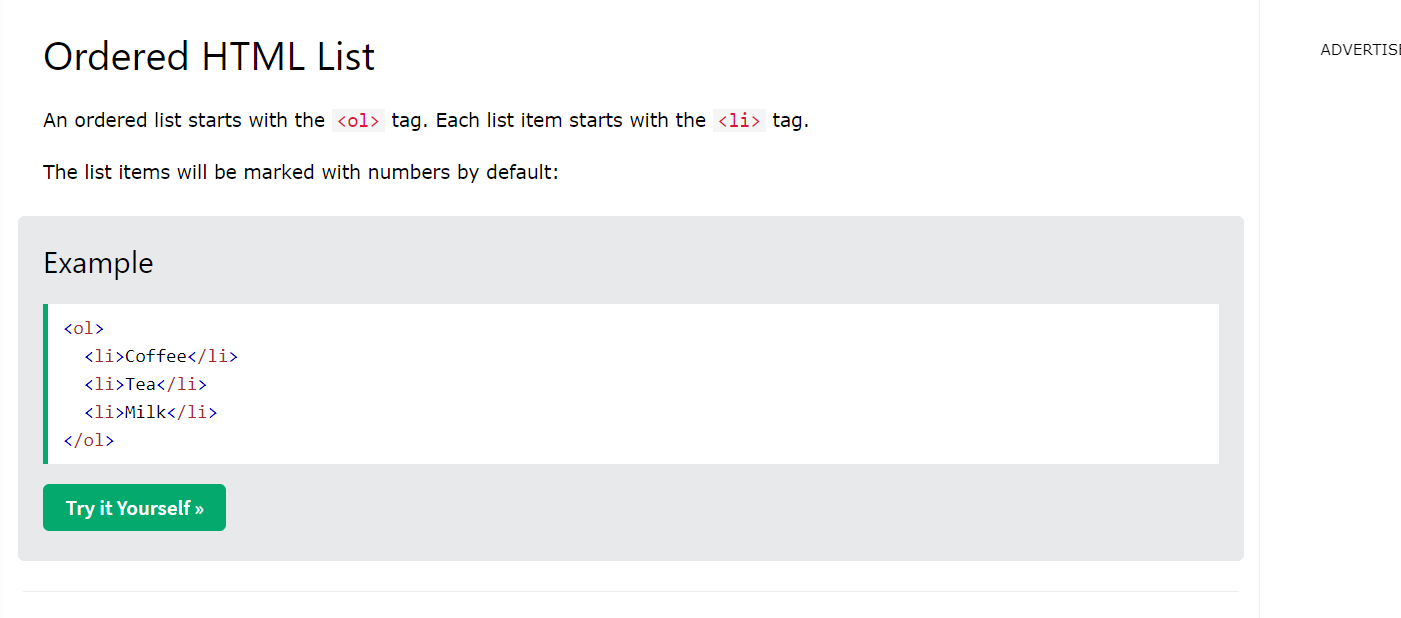 Ordered HTML List
ADVERTISE
An ordered list starts with the <ol> tag. Each list item starts with the <li> tag.
The list items will be marked with numbers by default:
Example
<ol>
  <li>Coffee</li>
  <li>Tea</li>
  <li>Milk</li>
</ol>
Try it Yourself »